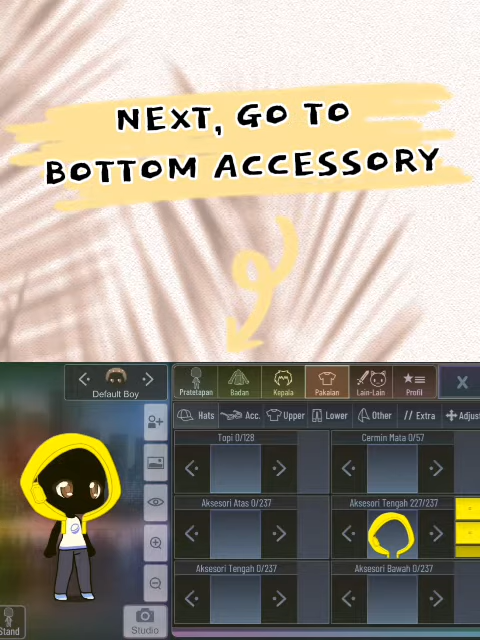 NEXT, GO TO
BOTTOM ACCESSORY
Default Boy
Pratetapan
Badan
Kepala
Pakaian
Lain-Lain
Profil
X
Hats
Acc.
Upper
Lower
Other
Extra
Adjust
Topi 0/128
Cermin Mata 0/57
Aksesori Atas 0/237
Aksesori Tengah 227/237
Aksesori Tengah 0/237
Aksesori Bawah 0/237
Stand
Studio